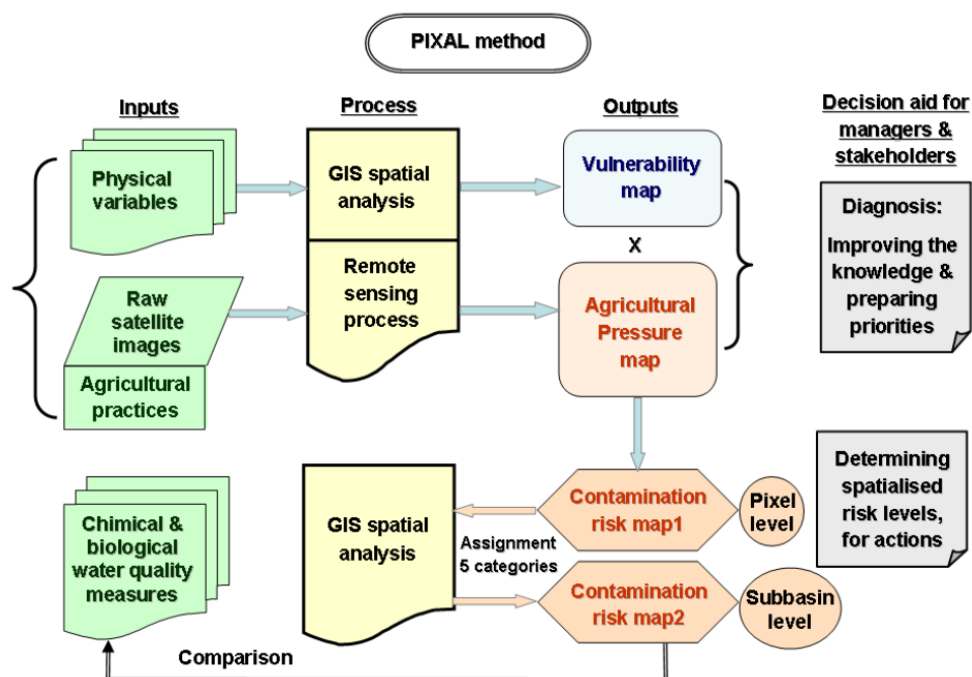 PIXAL method
Inputs
Process
Outputs
Decision aid for
managers &
stakeholders
Physical
variables
GIS spatial
analysis
Vulnerability
map
X
Diagnosis:
Improving the
knowledge &
preparing
priorities
Raw
satellite
images
Agricultural
practices
Remote
sensing
process
Agricultural
Pressure
map
Chimical &
biological
water quality
measures
GIS spatial
analysis
Assignment
5 categories
Contamination
risk map1
Pixel
level
Contamination
risk map2
Subbasin
level
Determining
spatialised
risk levels,
for actions
Comparison